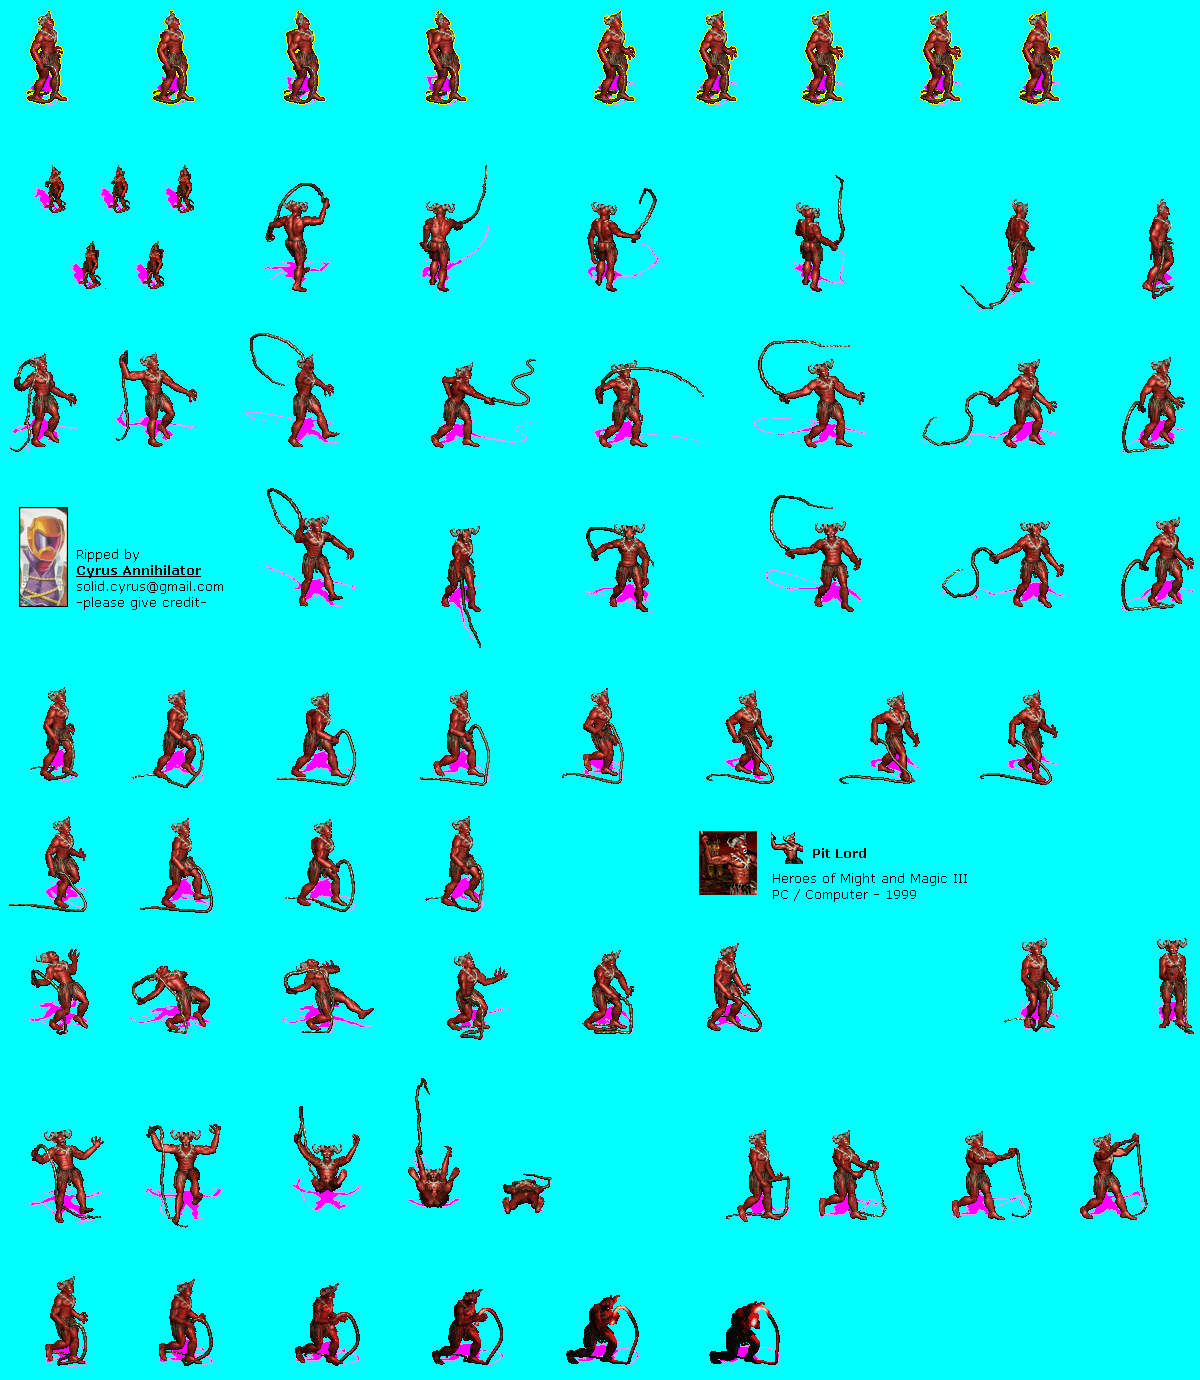 Ripped by
Cyrus Annihilator
solid.cyrus@gmail.com
-please give credit-
Pit Lord
Heroes of Might and Magic III
PC / Computer - 1999